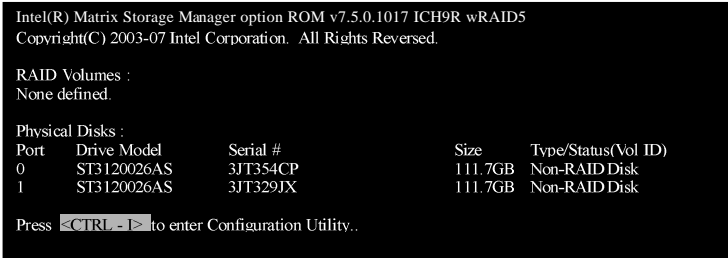 Intel(R) Matrix Storage Manager option ROM v7.5.0.1017 ICH9R wRAID5
Copyright(C) 2003-07 Intel Corporation. All Rights Reversed.
RAID Volumes :
None defined.
Physical Disks :
Port Drive Model Serial # Size Type/Status(Vol ID)
0 ST3120026AS 3JT354CP 111.7GB Non-RAID Disk
1 ST3120026AS 3JT329JX 111.7GB Non-RAID Disk
Press <CTRL - I> to enter Configuration Utility..